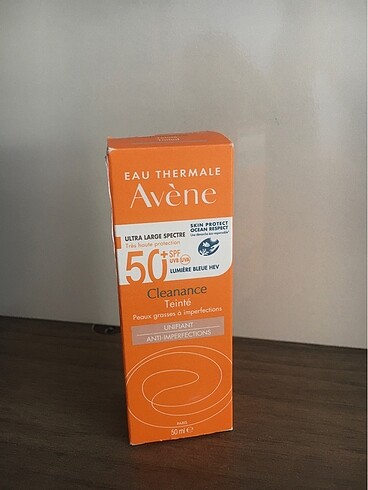 EAU THERMALE
Avène
ULTRA LARGE SPECTRE
Très haute protection
50+ SPF
UVB UVA
LUMIÈRE BLEUE HEV
SKIN PROTECT
OCEAN RESPECT
Cleanance
Teinté
Peaux grasses à imperfections
UNIFIANT
ANTI-IMPERFECTIONS
PARIS
50 ml e